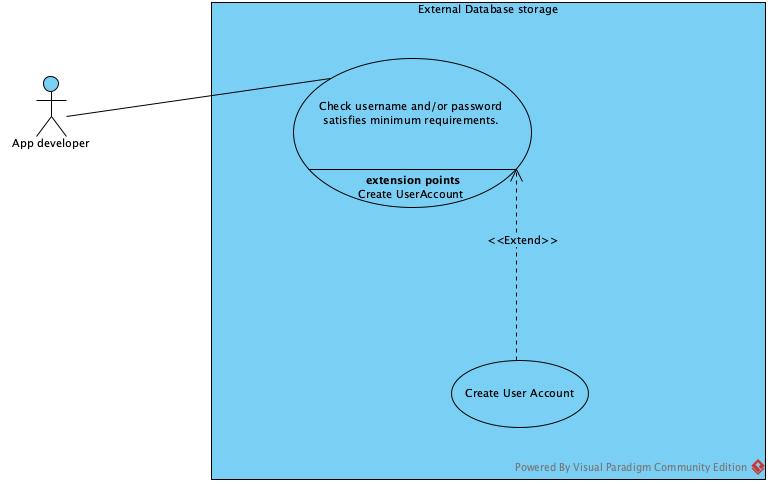 External Database storage
Check username and/or password
satisfies minimum requirements.
App developer
extension points
Create UserAccount
<<Extend>>
Create User Account
Powered By Visual Paradigm Community Edition